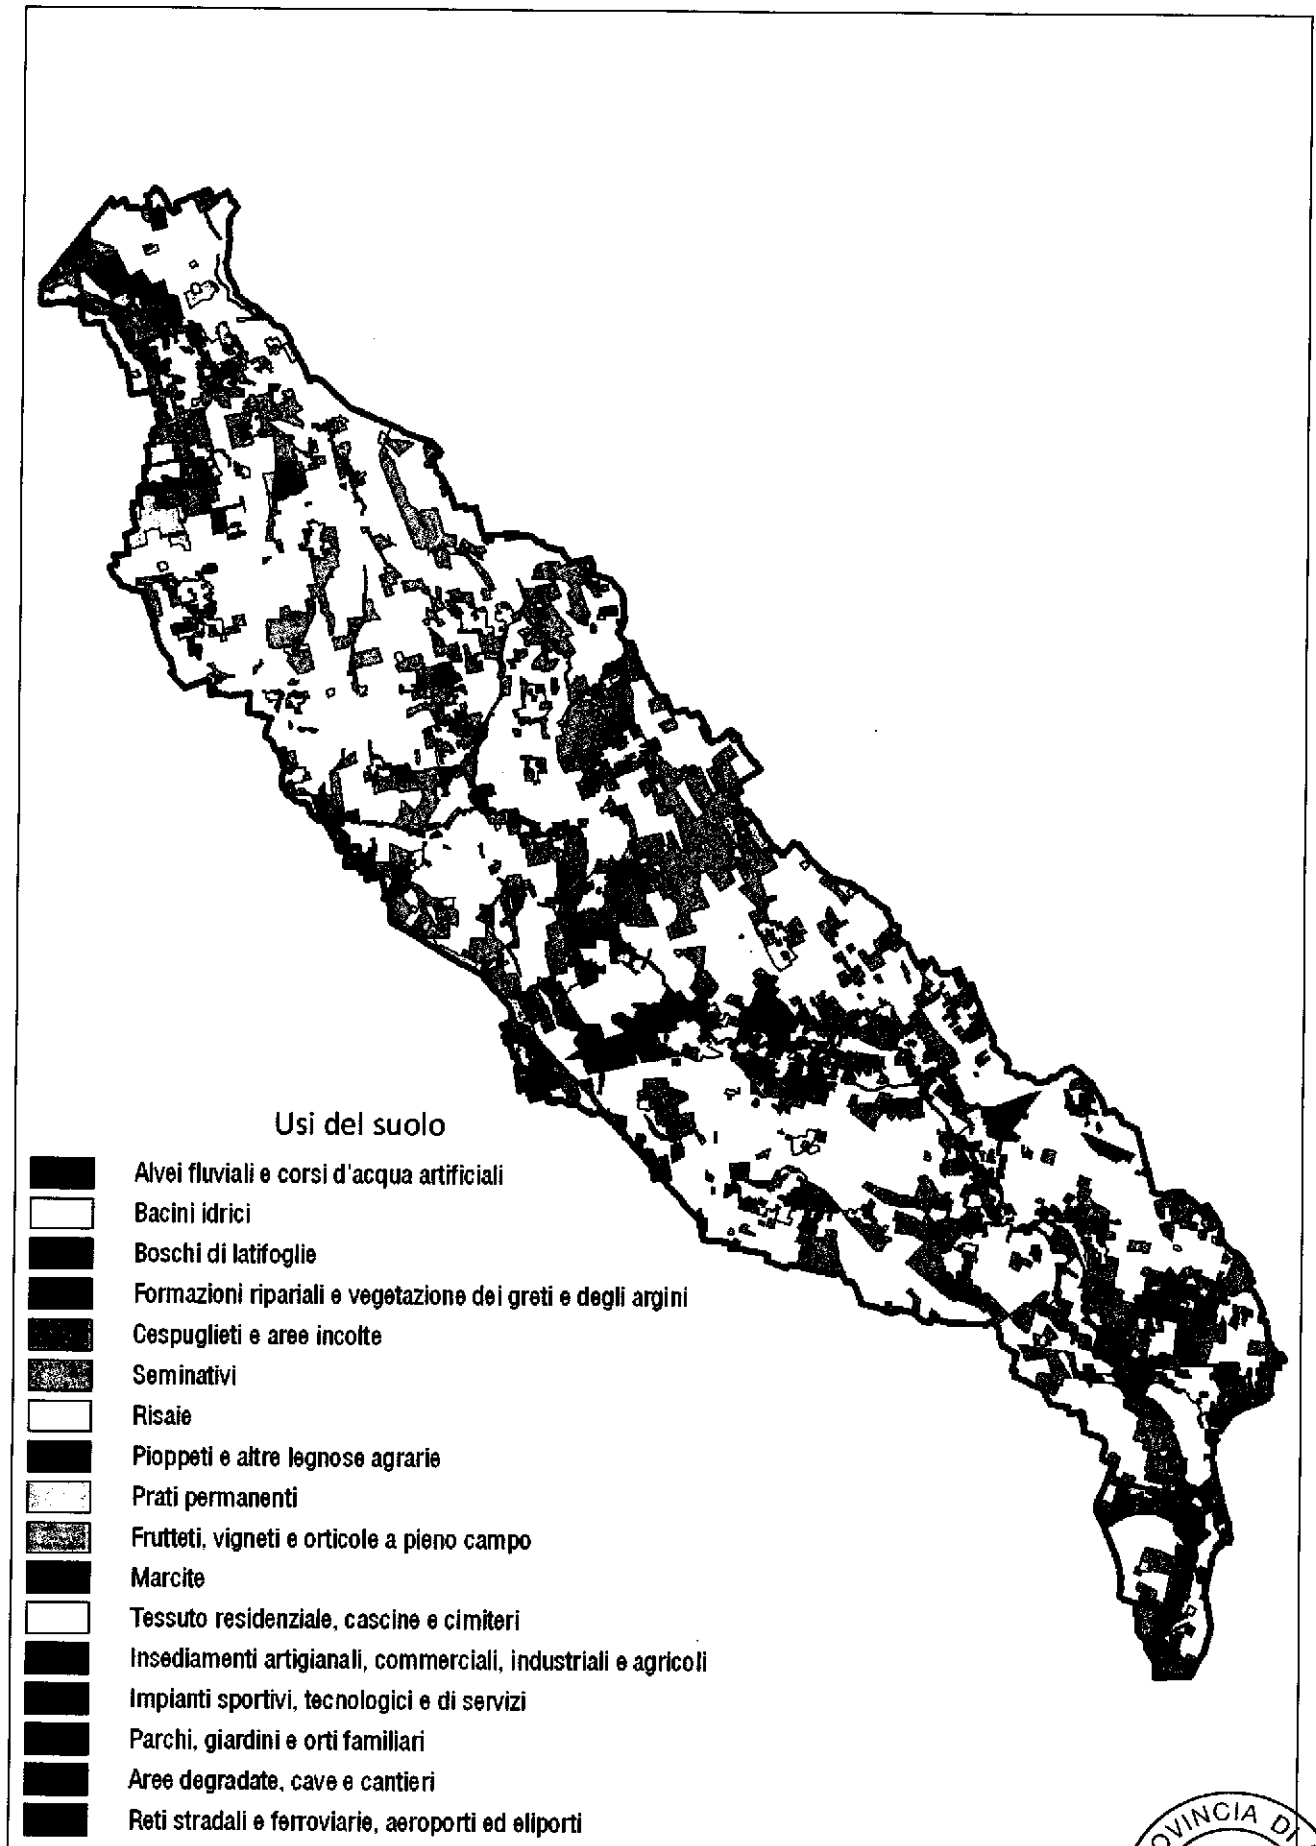 Usi del suolo
Alvei fluviali e corsi d'acqua artificiali
Bacini idrici
Boschi di latifoglie
Formazioni ripariali e vegetazione dei greti e degli argini
Cespuglieti e aree incolte
Seminativi
Risaie
Pioppeti e altre legnose agrarie
Prati permanenti
Frutteti, vigneti e orticole a pieno campo
Marcite
Tessuto residenziale, cascine e cimiteri
Insediamenti artigianali, commerciali, industriali e agricoli
Impianti sportivi, tecnologici e di servizi
Parchi, giardini e orti familiari
Aree degradate, cave e cantieri
Reti stradali e ferroviarie, aeroporti ed eliporti
OVINCIA DI